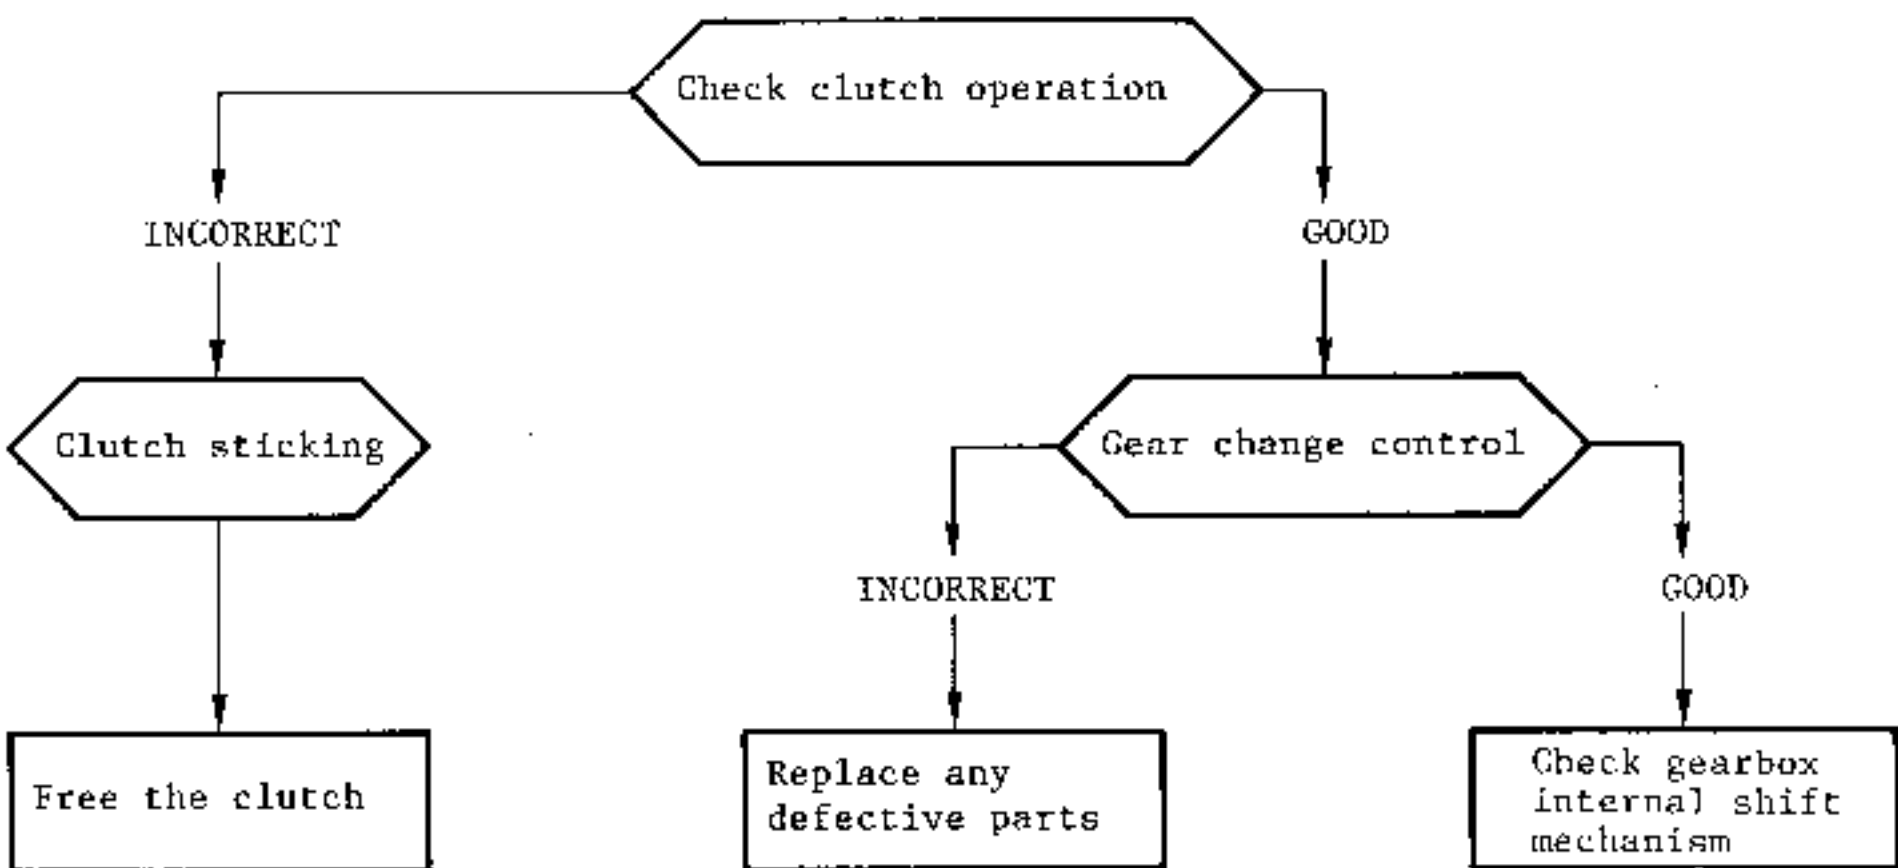 Check clutch operation
INCORRECT
GOOD
Clutch sticking
Gear change control
INCORRECT
GOOD
Free the clutch
Replace any
defective parts
Check gearbox
internal shift
mechanism